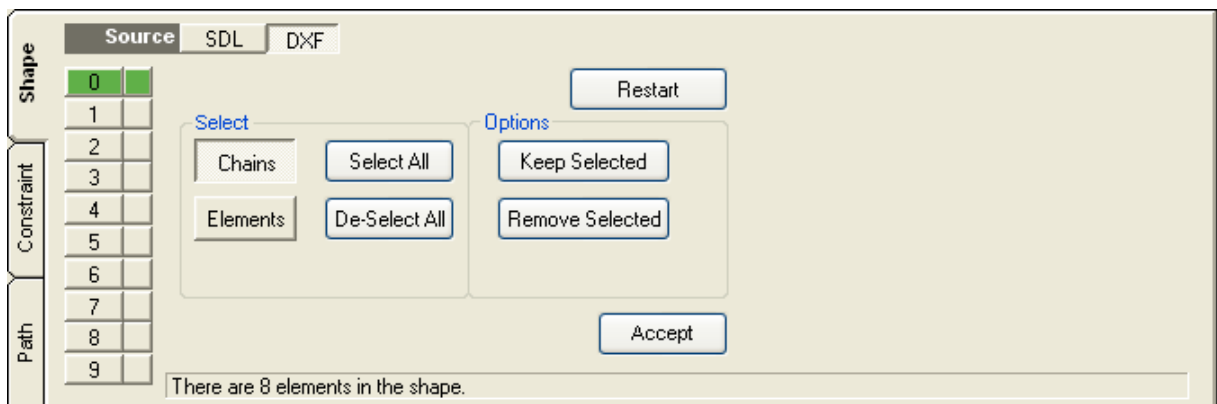 Shape
Constraint
Path
Source SDL DXF
0
1
2
3
4
5
6
7
8
9
Restart
Select
Chains Select All
Elements De-Select All
Options
Keep Selected
Remove Selected
Accept
There are 8 elements in the shape.